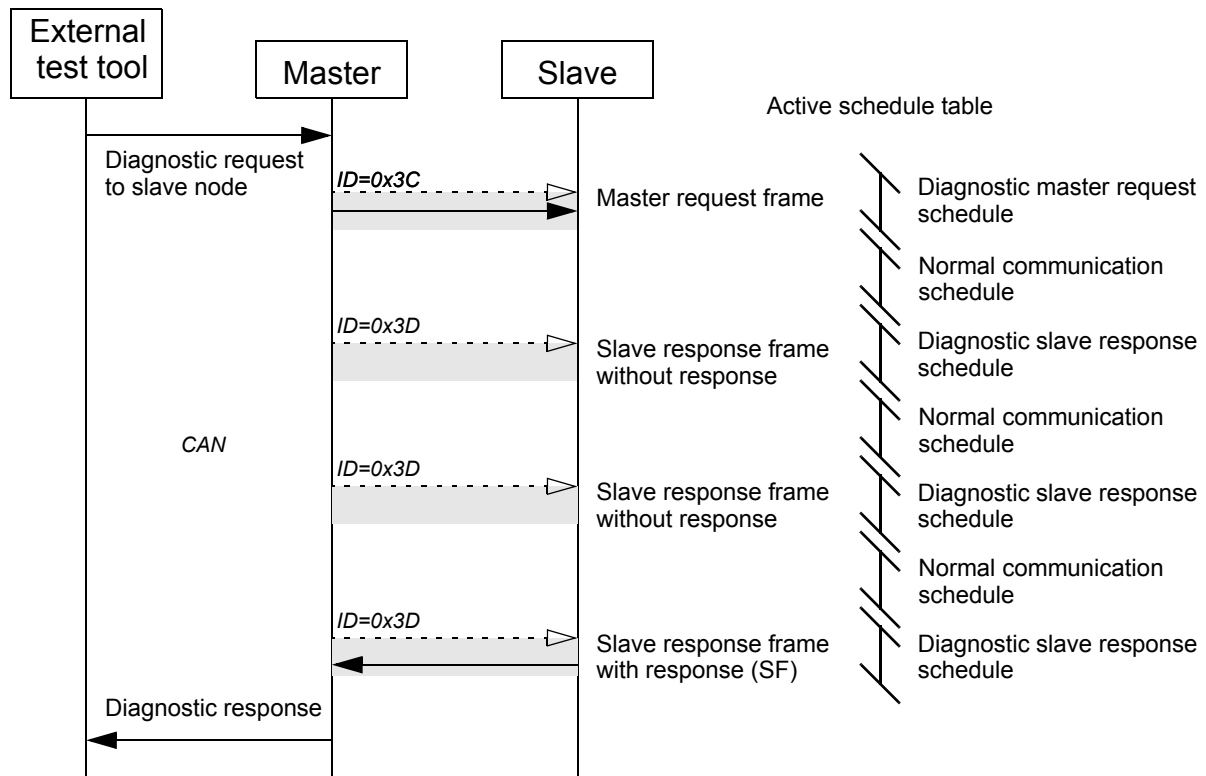 External
test tool
Master
Slave
Active schedule table
Diagnostic request
to slave node
ID=0x3C
Master request frame
Diagnostic master request
schedule
Normal communication
schedule
ID=0x3D
Slave response frame
without response
Diagnostic slave response
schedule
Normal communication
schedule
CAN
ID=0x3D
Slave response frame
without response
Diagnostic slave response
schedule
Normal communication
schedule
ID=0x3D
Slave response frame
with response (SF)
Diagnostic slave response
schedule
Diagnostic response